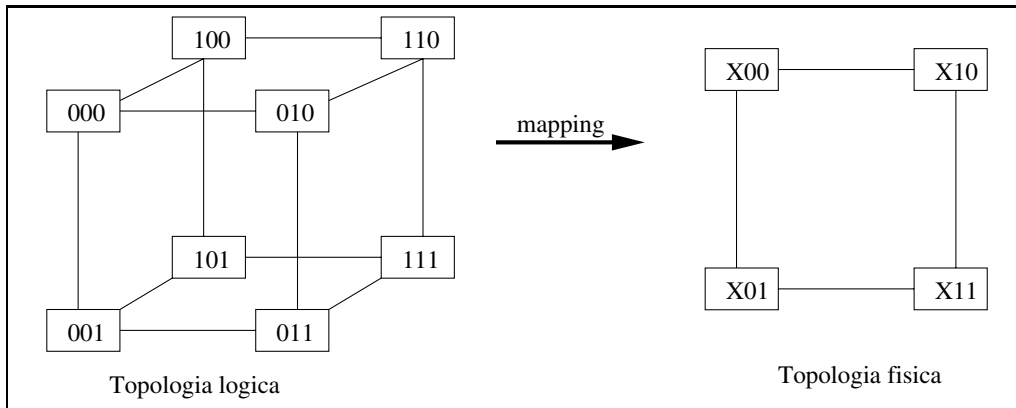 100 110
000 010
101 111
001 011
Topologia logica
mapping
X00 X10
X01 X11
Topologia fisica